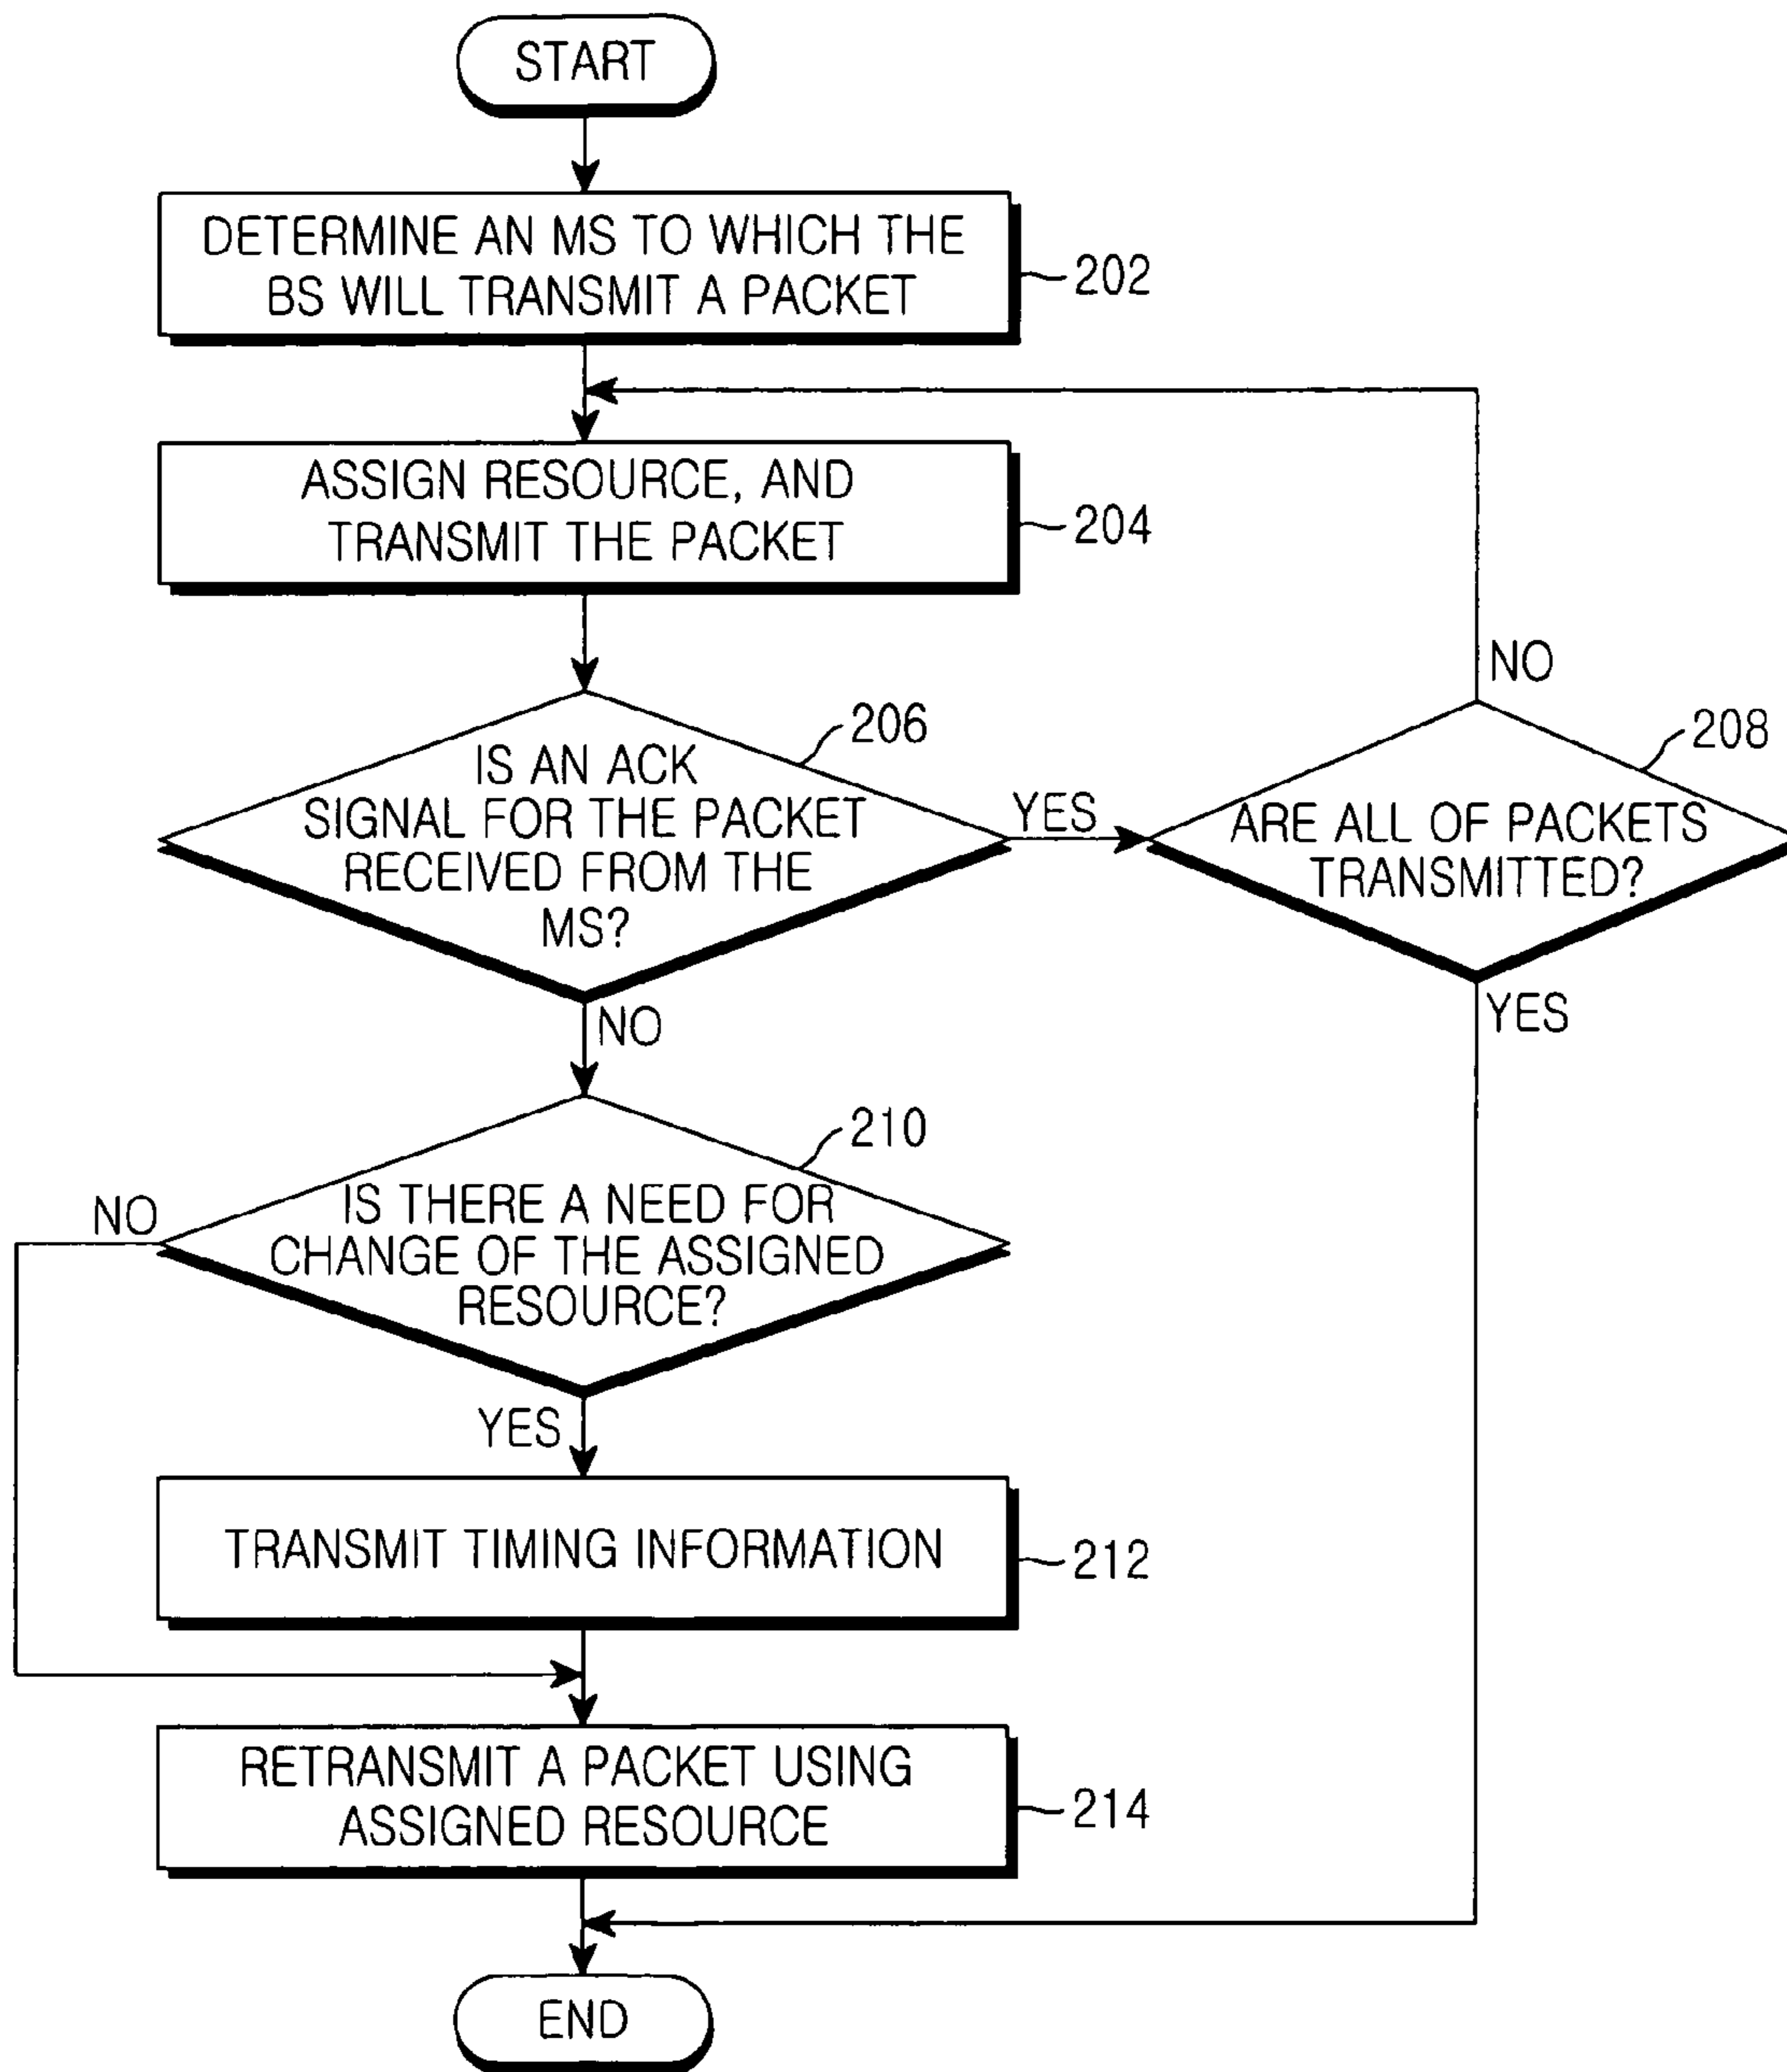 START
DETERMINE AN MS TO WHICH THE
BS WILL TRANSMIT A PACKET
202
ASSIGN RESOURCE, AND
TRANSMIT THE PACKET
204
206
IS AN ACK
SIGNAL FOR THE PACKET
RECEIVED FROM THE
MS?
YES
NO
208
ARE ALL OF PACKETS
TRANSMITTED?
YES
NO
210
IS THERE A NEED FOR
CHANGE OF THE ASSIGNED
RESOURCE?
NO
YES
TRANSMIT TIMING INFORMATION
212
RETRANSMIT A PACKET USING
ASSIGNED RESOURCE
214
END